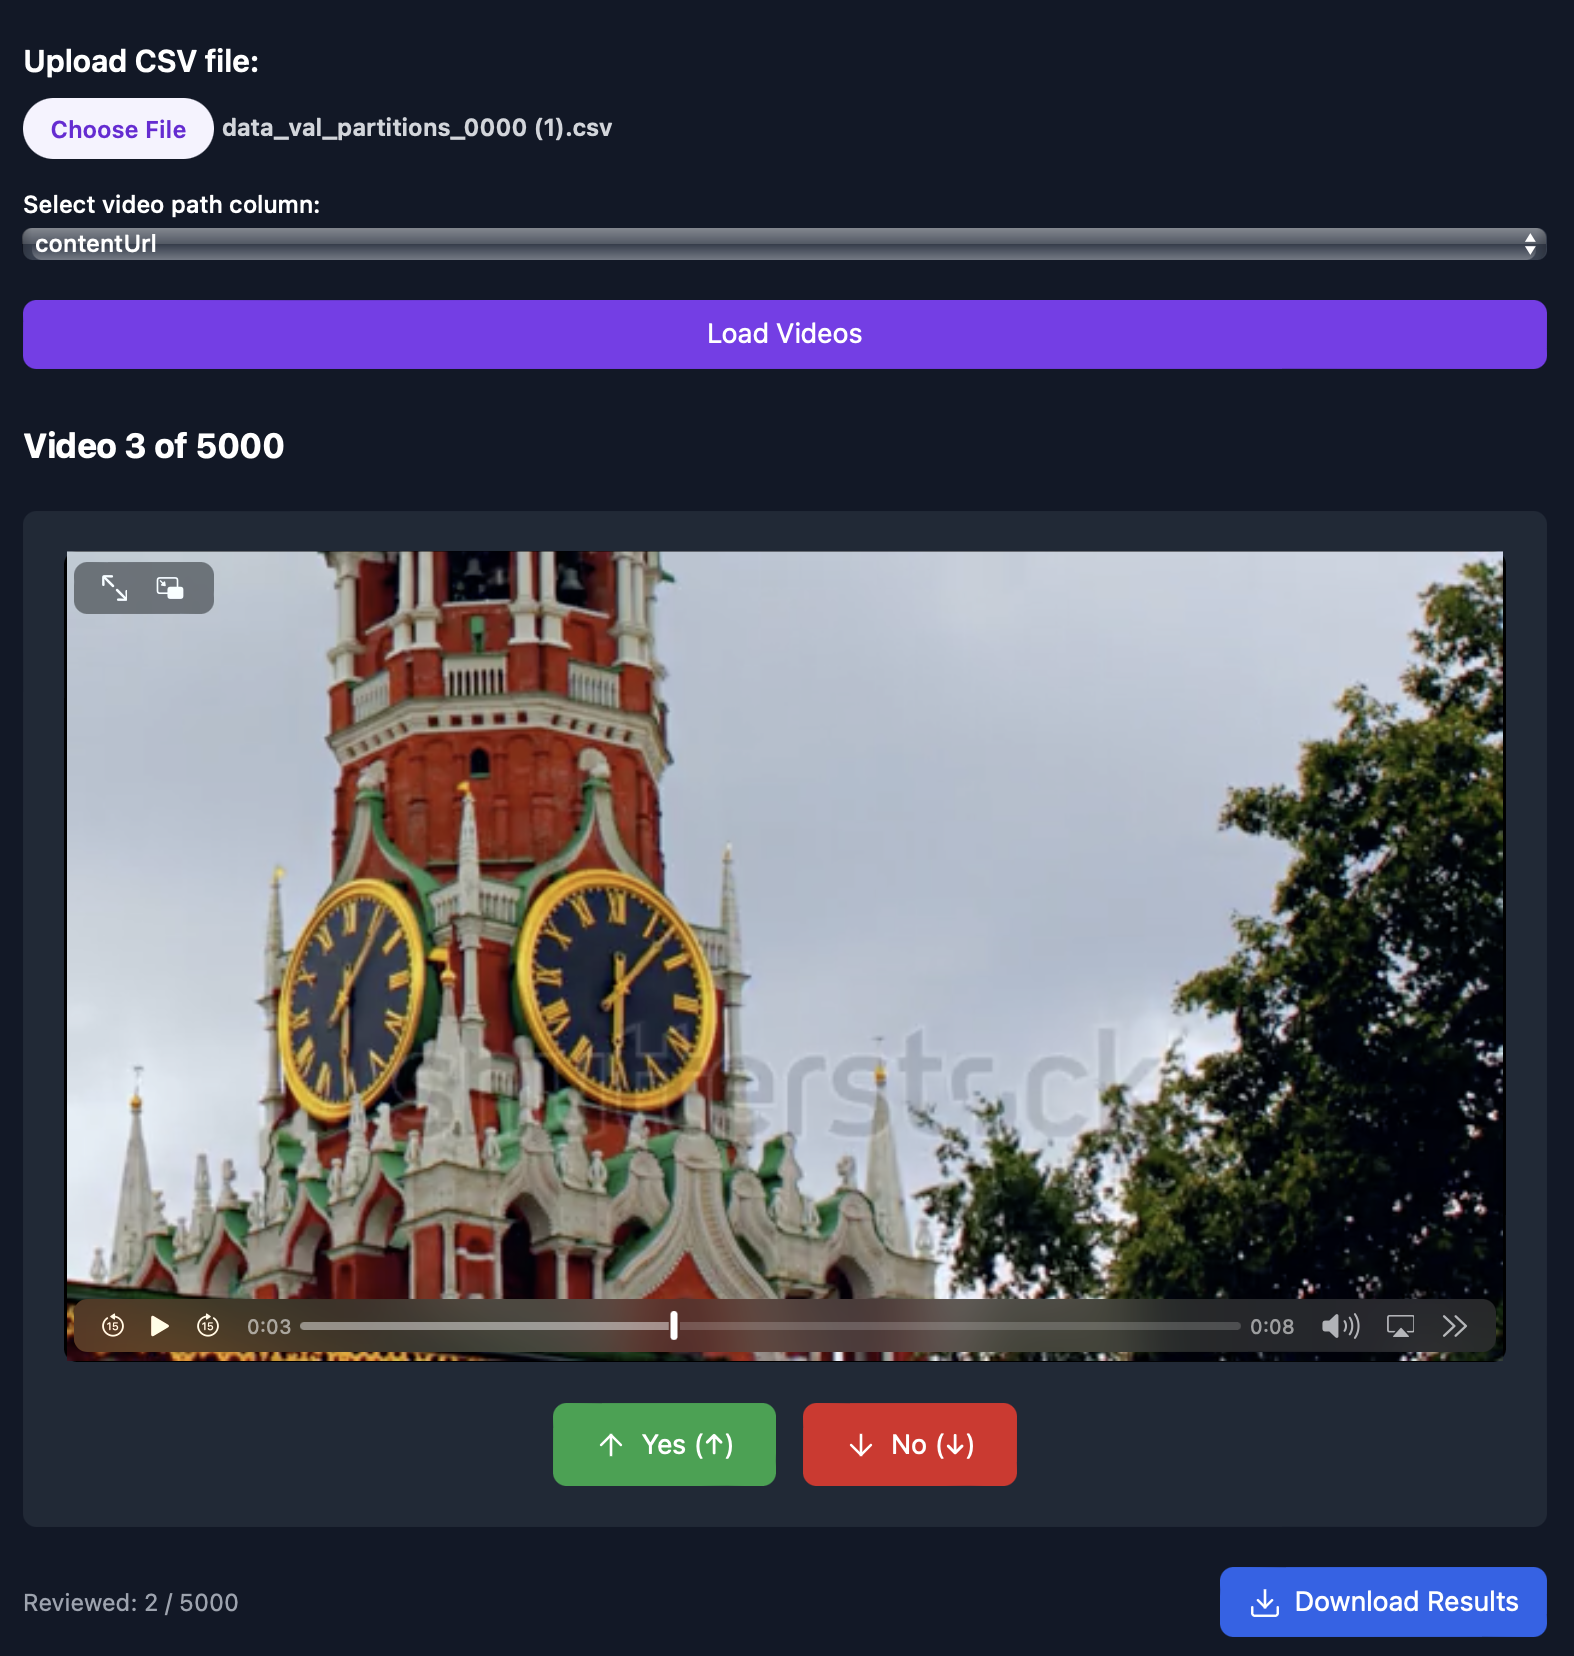 Upload CSV file:
Choose File data_val_partitions_0000 (1).csv
Select video path column:
contentUrl
Load Videos
Video 3 of 5000
shutterstock
15 15 0:03 0:08
↑ Yes (↑) ↓ No (↓)
Reviewed: 2 / 5000
Download Results